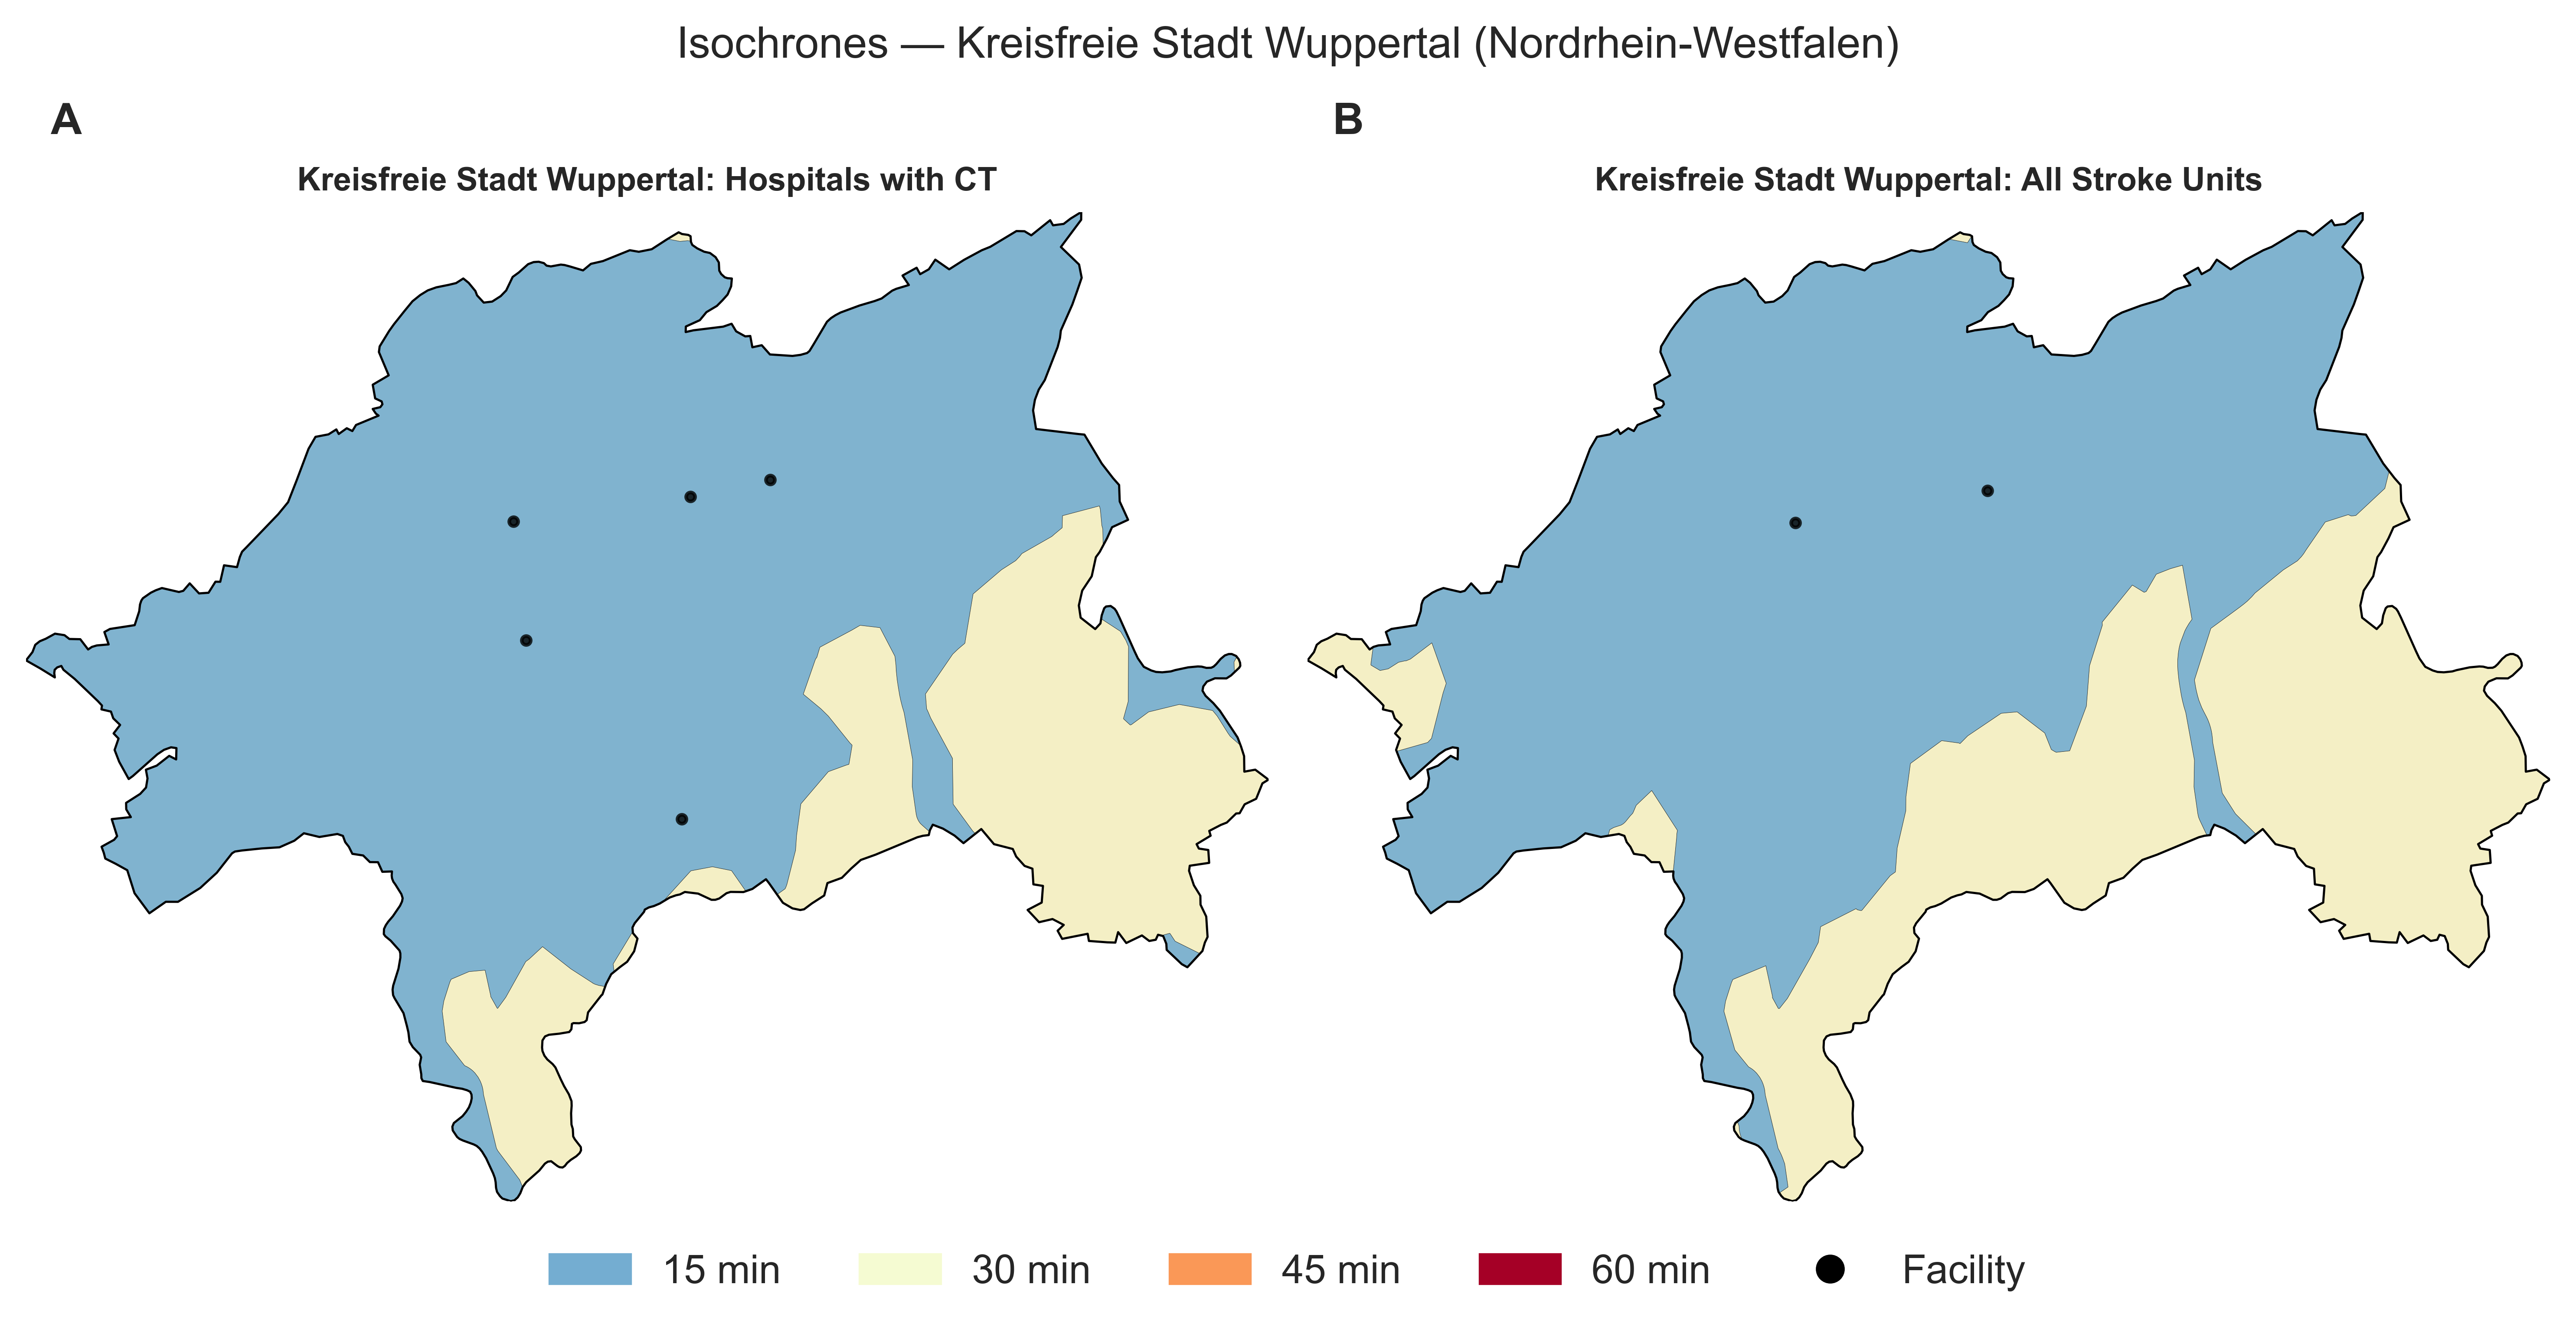 Isochrones — Kreisfreie Stadt Wuppertal (Nordrhein-Westfalen)
A
Kreisfreie Stadt Wuppertal: Hospitals with CT
B
Kreisfreie Stadt Wuppertal: All Stroke Units
15 min
30 min
45 min
60 min
Facility